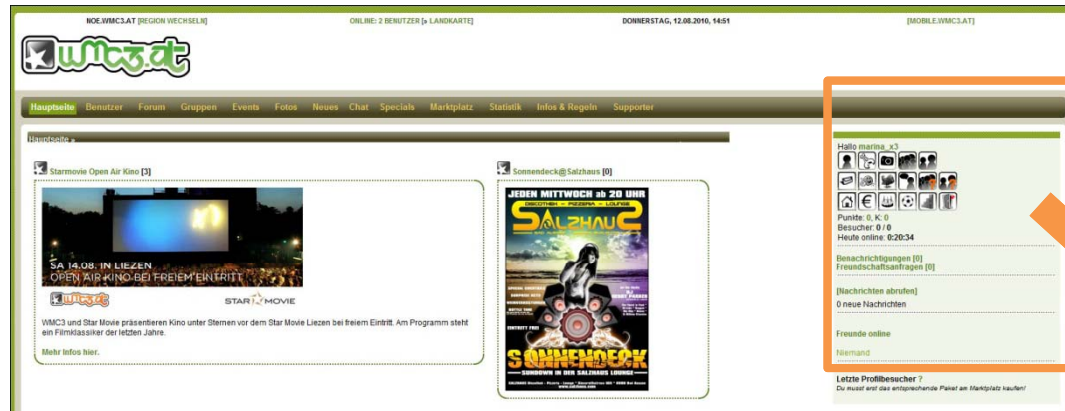 NOE.WMC3.AT [REGION WECHSELN] ONLINE: 2 BENUTZER [» LANDKARTE] DONNERSTAG, 12.08.2010, 14:51 [MOBILE.WMC3.AT]
wmc3.at
Hauptseite Benutzer Forum Gruppen Events Fotos Neues Chat Specials Marktplatz Statistik Infos & Regeln Supporter
Hauptseite »
Starmovie Open Air Kino [3]
SA 14.08. IN LIEZEN
OPEN AIR KINO BEI FREIEM EINTRITT
wmc3.at STAR MOVIE
WMC3 und Star Movie präsentieren Kino unter Sternen vor dem Star Movie Liezen bei freiem Eintritt. Am Programm steht
ein Filmklassiker der letzten Jahre.
Mehr Infos hier.
Sonnendeck@Salzhaus [0]
JEDEN MITTWOCH ab 20 UHR
DISCOTHEK - PIZZERIA - LOUNGE
SALZHAUS
EINTRITT FREI
SONNENDECK
SUNDOWN IN DER SALZHAUS LOUNGE
Hallo marina_x3
Punkte: 0, K: 0
Besucher: 0 / 0
Heute online: 0:20:34
Benachrichtigungen [0]
Freundschaftsanfragen [0]
[Nachrichten abrufen]
0 neue Nachrichten
Freunde online
Niemand
Letzte Profilbesucher ?
Du musst erst das entsprechende Paket am Marktplatz kaufen!